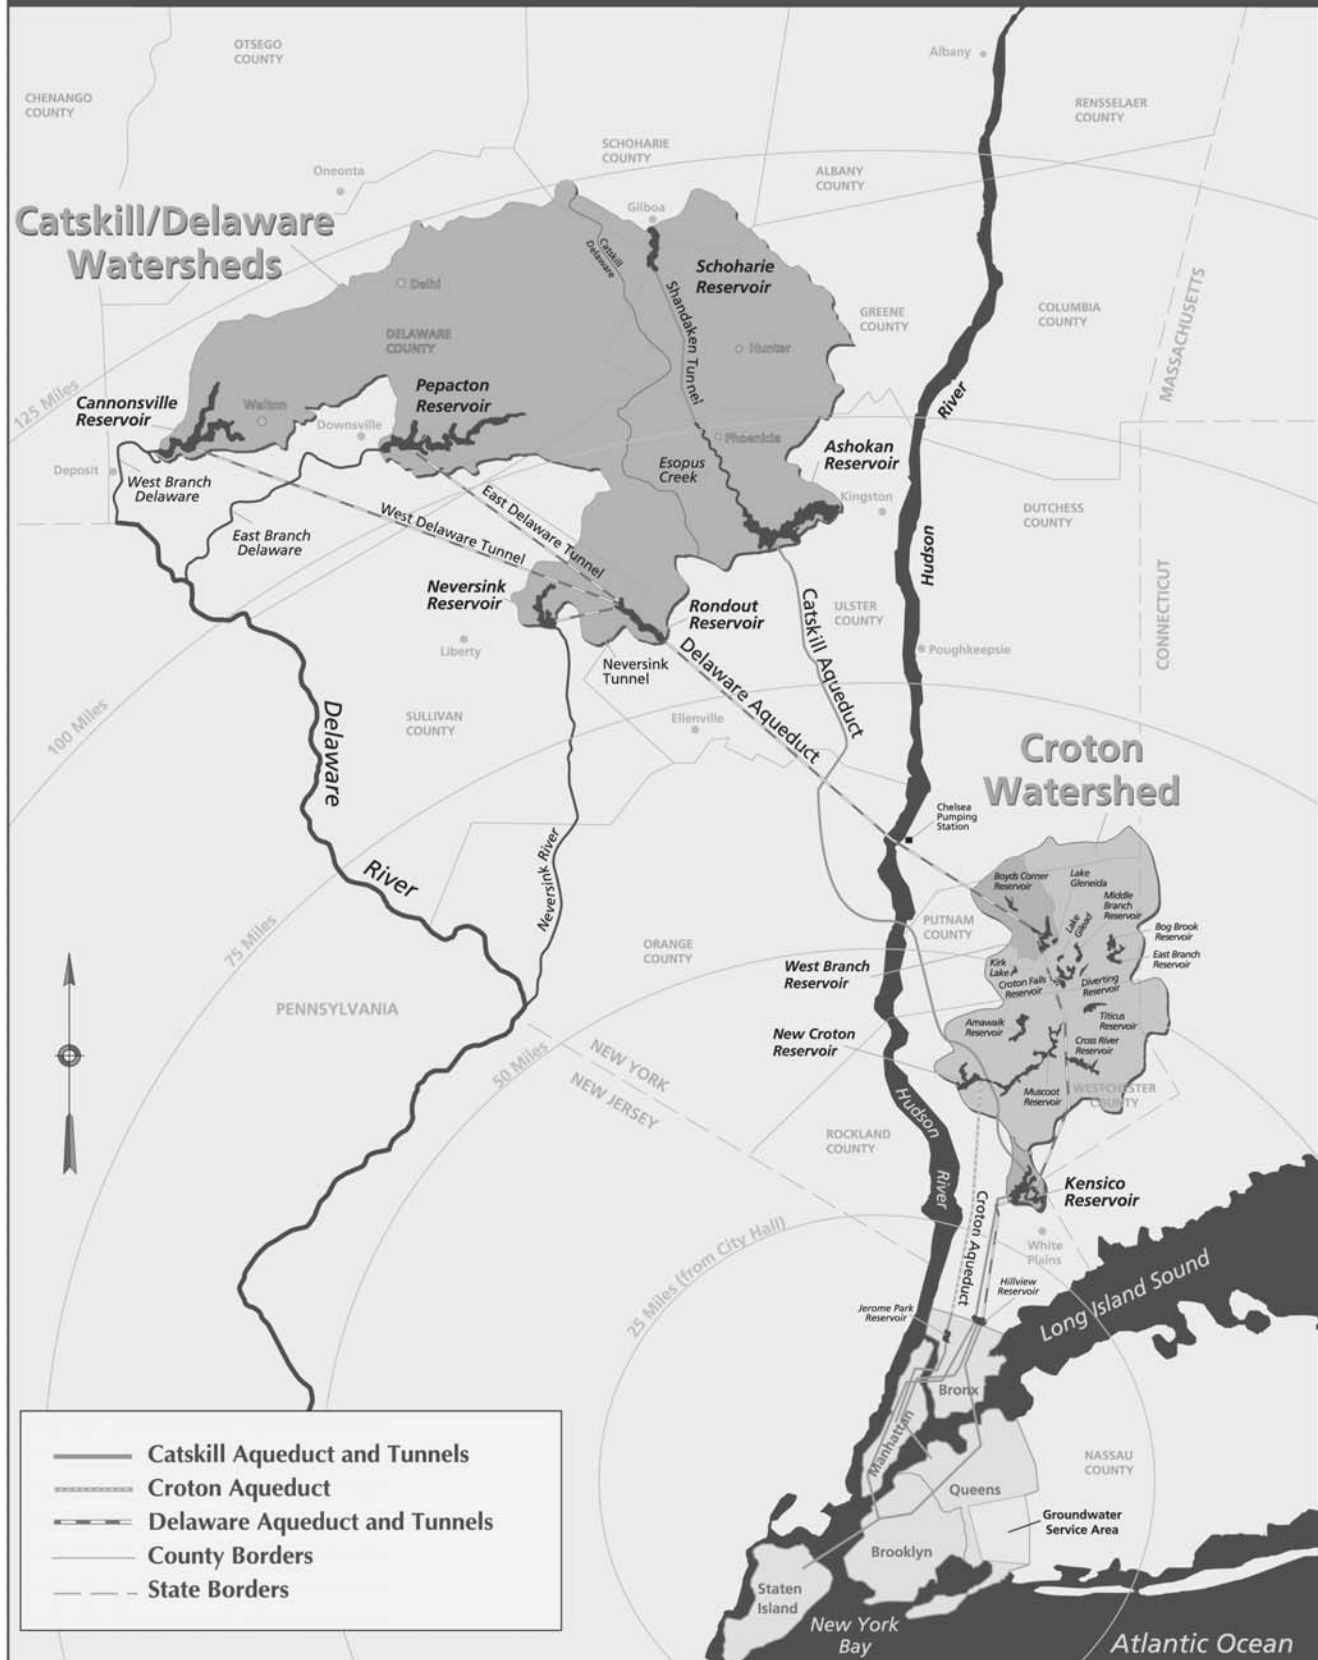 Albany
OTSEGO
COUNTY
CHENANGO
COUNTY
RENSSELAER
COUNTY
SCHOHARIE
COUNTY
ALBANY
COUNTY
Oneonta
Catskill/Delaware
Watersheds
Gilboa
Catskill
Delaware
Schoharie
Reservoir
Shandaken Tunnel
Delhi
DELAWARE
COUNTY
GREENE
COUNTY
COLUMBIA
COUNTY
MASSACHUSETTS
Hunter
125 Miles
Cannonsville
Reservoir
Walton
Pepacton
Reservoir
Downsville
River
Phoenicia
Ashokan
Reservoir
Deposit
West Branch
Delaware
Esopus
Creek
Kingston
East Branch
Delaware
West Delaware Tunnel
East Delaware Tunnel
DUTCHESS
COUNTY
Hudson
Neversink
Reservoir
Rondout
Reservoir
Catskill Aqueduct
ULSTER
COUNTY
CONNECTICUT
Liberty
Neversink
Tunnel
Delaware Aqueduct
Poughkeepsie
100 Miles
SULLIVAN
COUNTY
Ellenville
Delaware
Croton
Watershed
Chelsea
Pumping
Station
River
Neversink River
Boyds Corner
Reservoir
Lake
Gleneida
Middle
Branch
Reservoir
75 Miles
ORANGE
COUNTY
PUTNAM
COUNTY
Lake
Gilead
Bog Brook
Reservoir
East Branch
Reservoir
West Branch
Reservoir
Kirk
Lake
Croton Falls
Reservoir
Diverting
Reservoir
PENNSYLVANIA
New Croton
Reservoir
Amawalk
Reservoir
Titicus
Reservoir
Cross River
Reservoir
50 Miles
NEW YORK
NEW JERSEY
Muscoot
Reservoir
WESTCHESTER
COUNTY
Hudson
ROCKLAND
COUNTY
River
Croton Aqueduct
Kensico
Reservoir
White
Plains
25 Miles (from City Hall)
Long Island Sound
Hillview
Reservoir
Jerome Park
Reservoir
Bronx
Manhattan
NASSAU
COUNTY
Queens
Groundwater
Service Area
Brooklyn
Staten
Island
New York
Bay
Atlantic Ocean
Catskill Aqueduct and Tunnels
Croton Aqueduct
Delaware Aqueduct and Tunnels
County Borders
State Borders